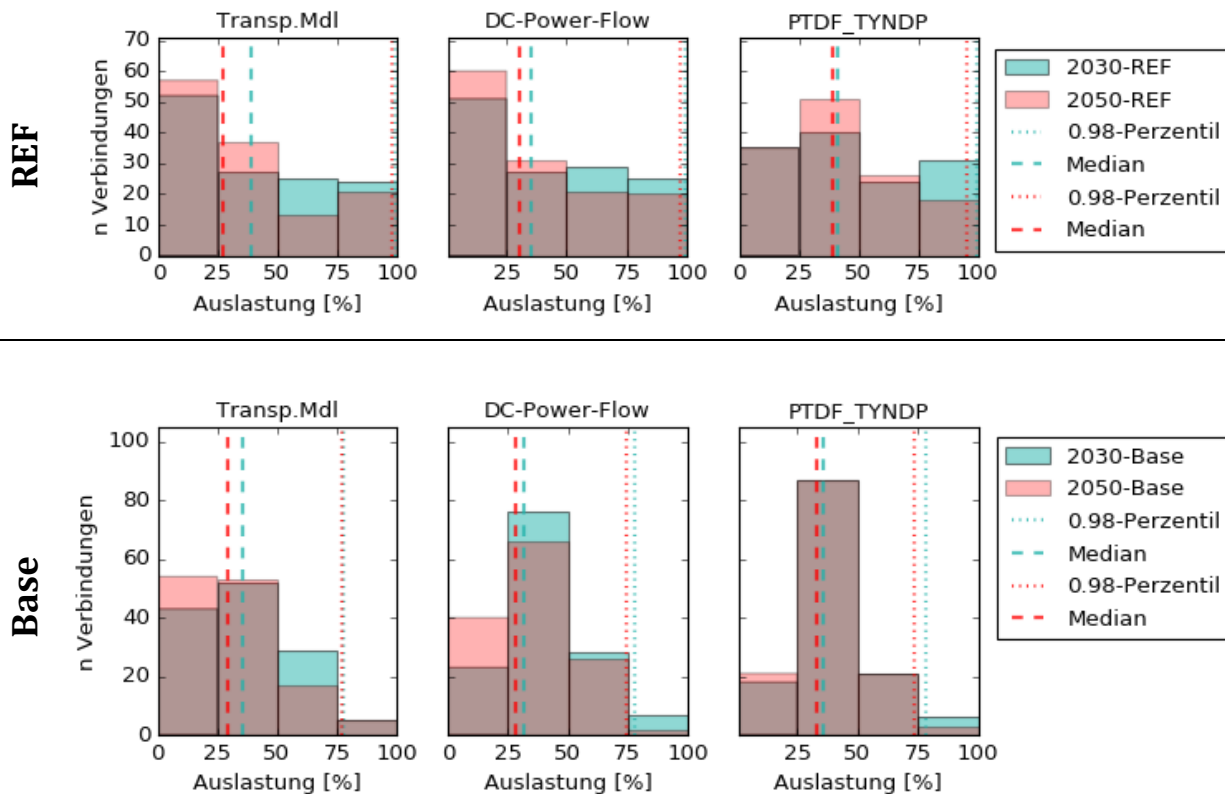 REF
Transp.Mdl
DC-Power-Flow
PTDF_TYNDP
n Verbindungen
70
60
50
40
30
20
10
0
0 25 50 75 100
Auslastung [%]
25 50 75 100
Auslastung [%]
0 25 50 75 100
Auslastung [%]
2030-REF
2050-REF
0.98-Perzentil
Median
0.98-Perzentil
Median
Base
Transp.Mdl
DC-Power-Flow
PTDF_TYNDP
n Verbindungen
100
80
60
40
20
0
0 25 50 75 100
Auslastung [%]
0 25 50 75 100
Auslastung [%]
25 50 75 100
Auslastung [%]
2030-Base
2050-Base
0.98-Perzentil
Median
0.98-Perzentil
Median